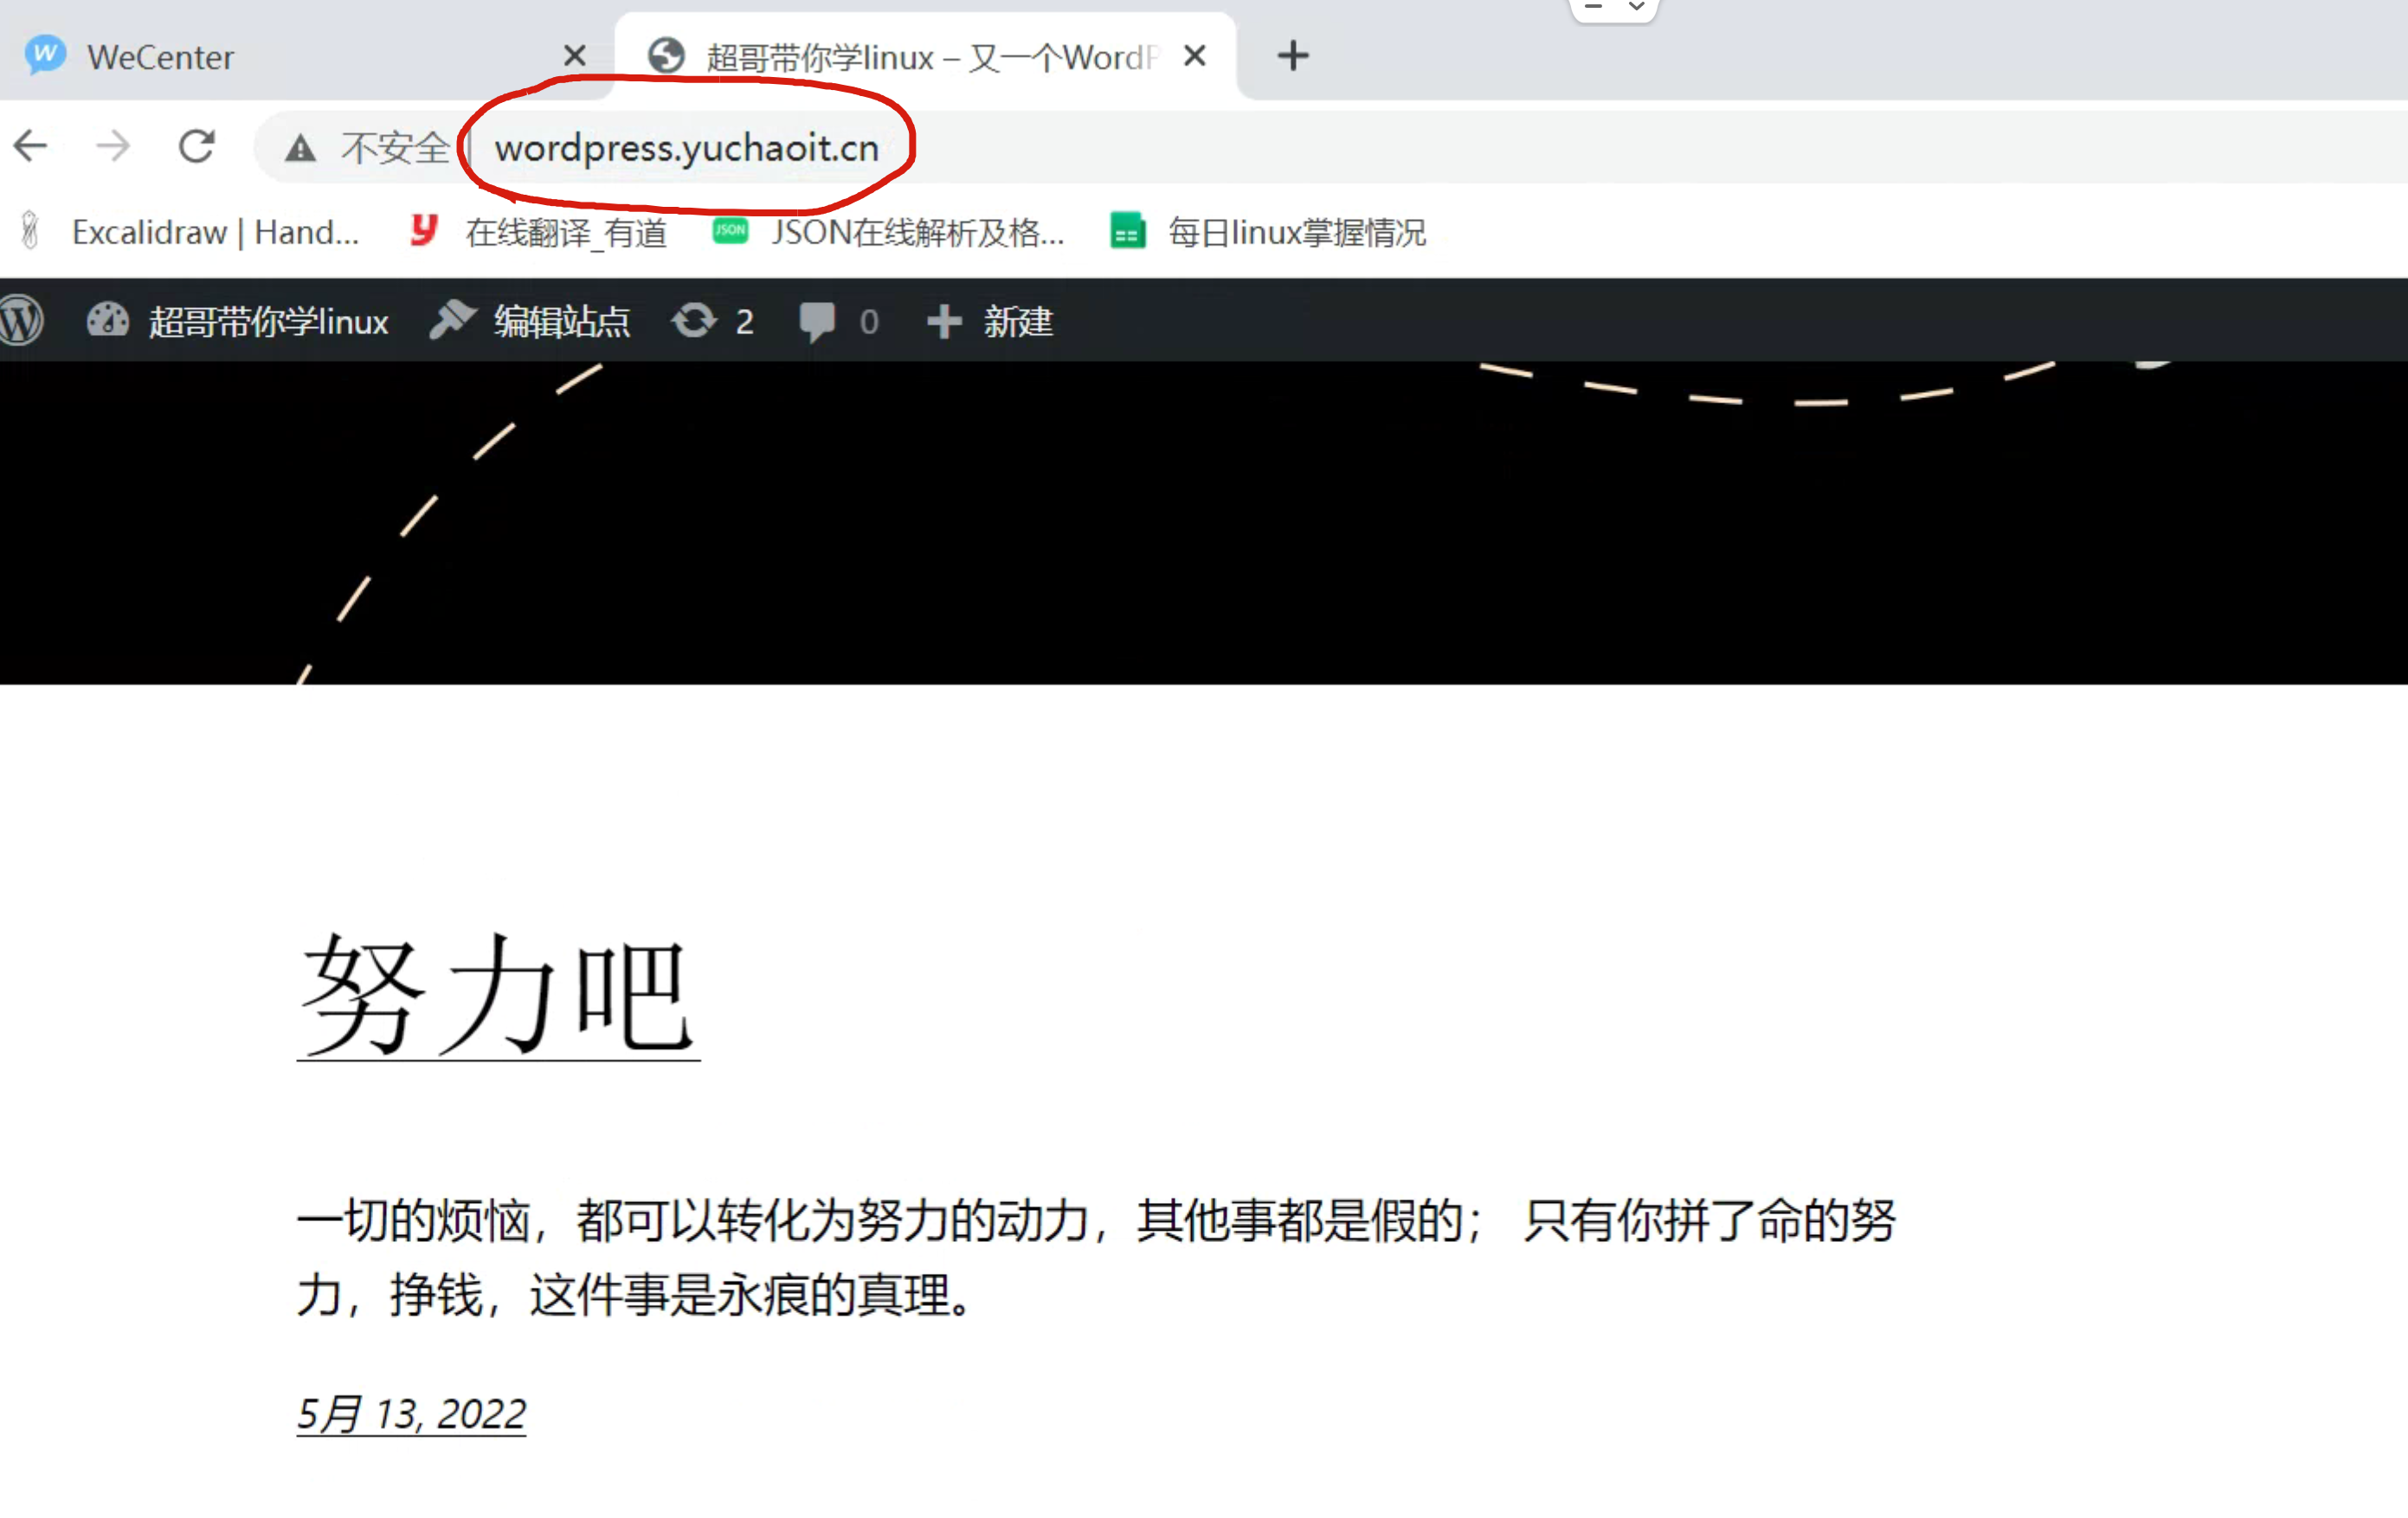 WeCenter
超哥带你学linux – 又一个WordP
不安全 | wordpress.yuchaoit.cn
Excalidraw | Hand... 在线翻译_有道 JSON JSON在线解析及格... 每日linux掌握情况
超哥带你学linux 编辑站点 2 0 新建
努力吧
一切的烦恼，都可以转化为努力的动力，其他事都是假的； 只有你拼了命的努
力，挣钱，这件事是永痕的真理。
5月 13, 2022